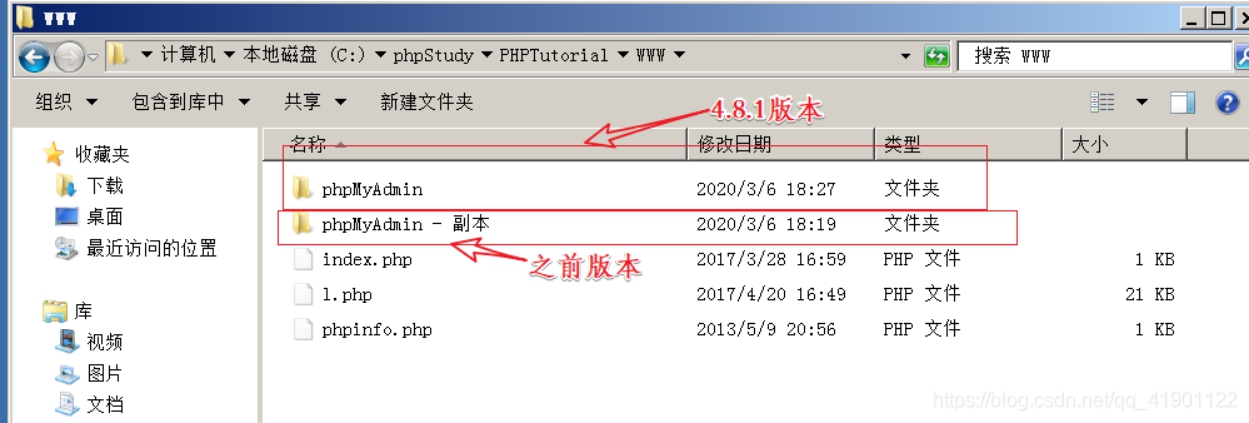 WWW
计算机 本地磁盘 (C:) phpStudy PHPTutorial WWW 搜索 WWW
组织 包含到库中 共享 新建文件夹
4.8.1版本
名称 修改日期 类型 大小
收藏夹
下载
桌面
最近访问的位置
库
视频
图片
文档
phpMyAdmin 2020/3/6 18:27 文件夹
phpMyAdmin - 副本 2020/3/6 18:19 文件夹
之前版本
index.php 2017/3/28 16:59 PHP 文件 1 KB
l.php 2017/4/20 16:49 PHP 文件 21 KB
phpinfo.php 2013/5/9 20:56 PHP 文件 1 KB
https://blog.csdn.net/qq_41901122